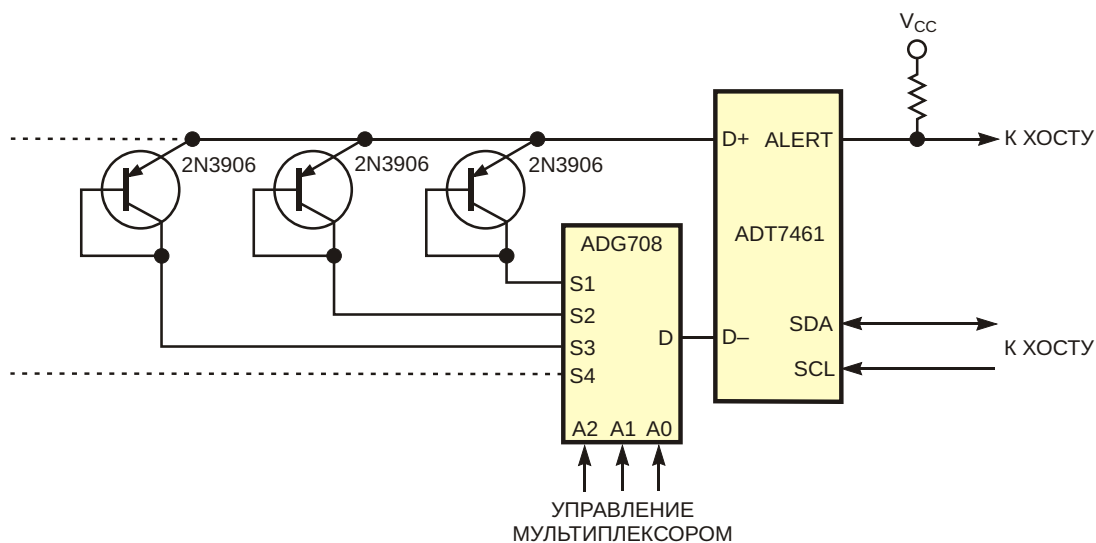 VCC
D+ ALERT
К ХОСТУ
2N3906
2N3906
2N3906
ADG708
ADT7461
S1
S2
S3
S4
D
D–
SDA
SCL
К ХОСТУ
A2 A1 A0
УПРАВЛЕНИЕ
МУЛЬТИПЛЕКСОРОМ